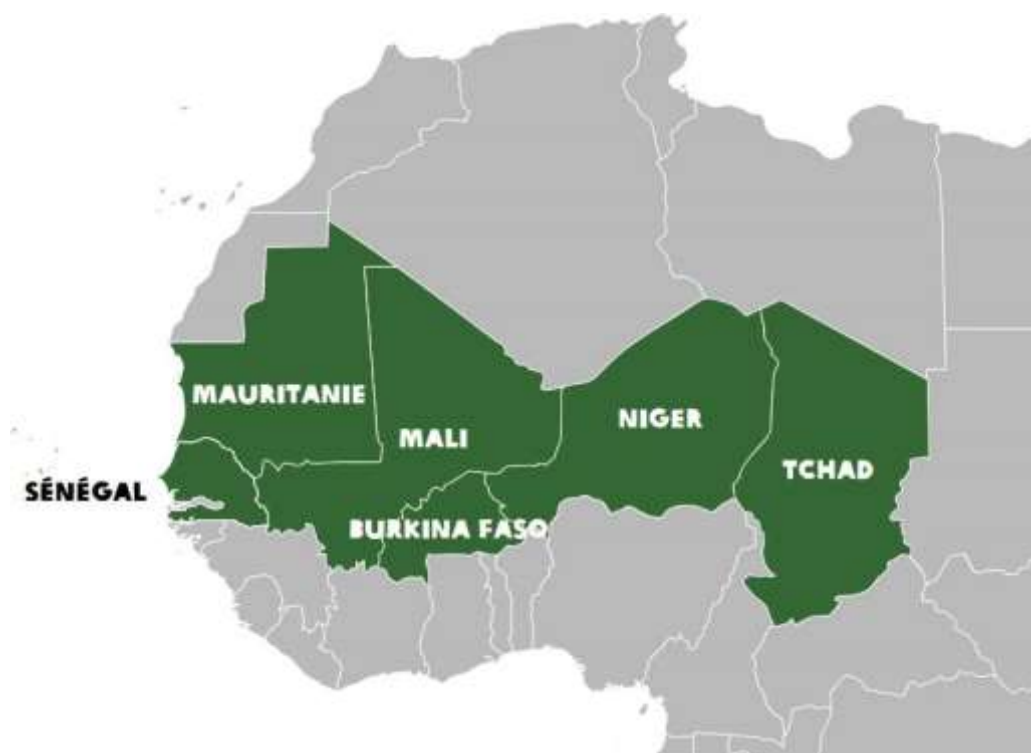 MAURITANIE
MALI
NIGER
TCHAD
SÉNÉGAL
BURKINA FASO